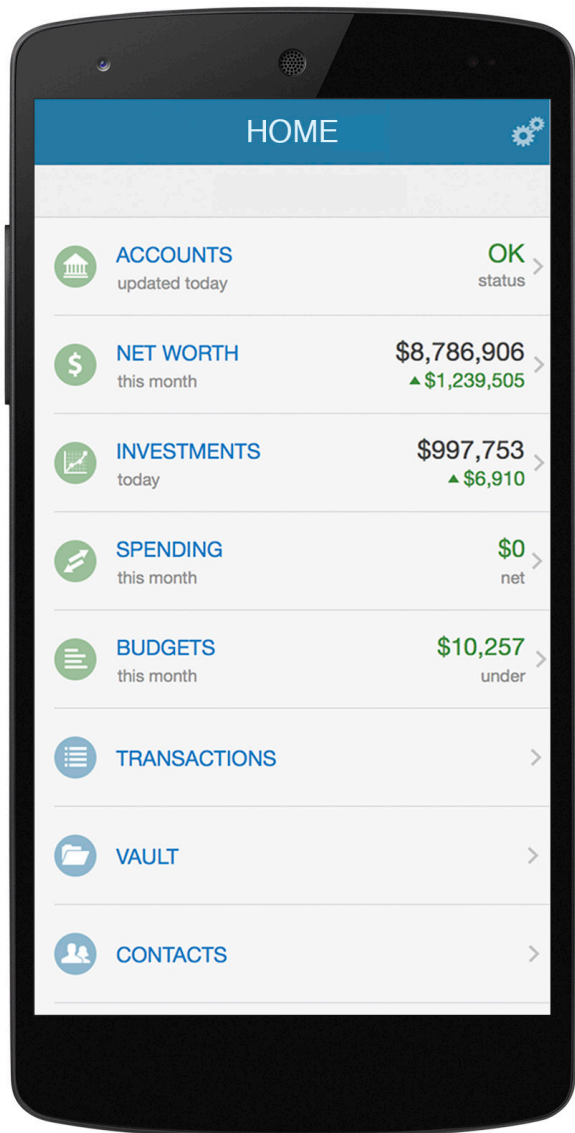 HOME
ACCOUNTS OK
updated today status
NET WORTH $8,786,906
this month ▲ $1,239,505
INVESTMENTS $997,753
today ▲ $6,910
SPENDING $0
this month net
BUDGETS $10,257
this month under
TRANSACTIONS
VAULT
CONTACTS